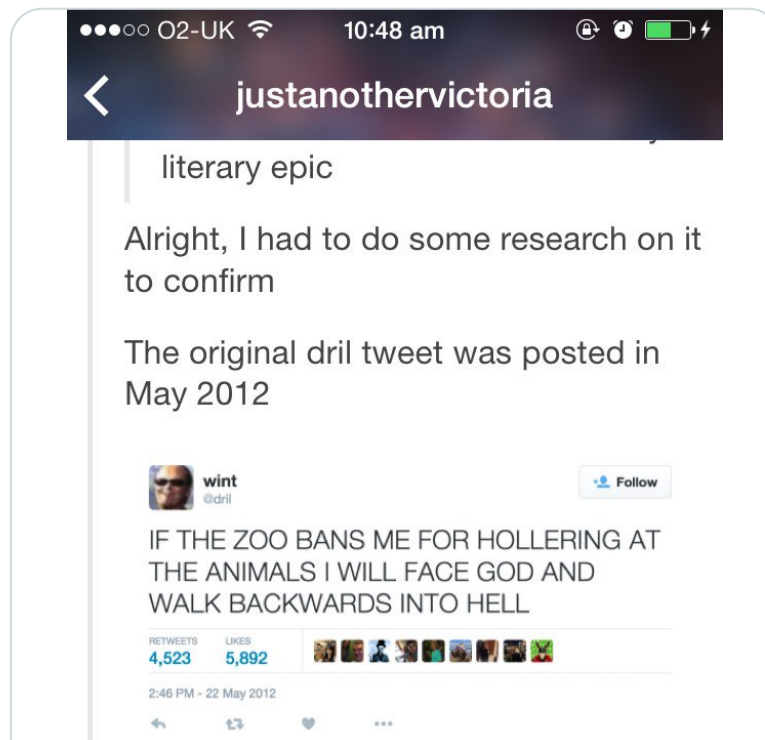 O2-UK 10:48 am
justanothervictoria
literary epic
Alright, I had to do some research on it
to confirm
The original dril tweet was posted in
May 2012
wint
@dril
Follow
IF THE ZOO BANS ME FOR HOLLERING AT
THE ANIMALS I WILL FACE GOD AND
WALK BACKWARDS INTO HELL
RETWEETS LIKES
4,523 5,892
2:46 PM - 22 May 2012